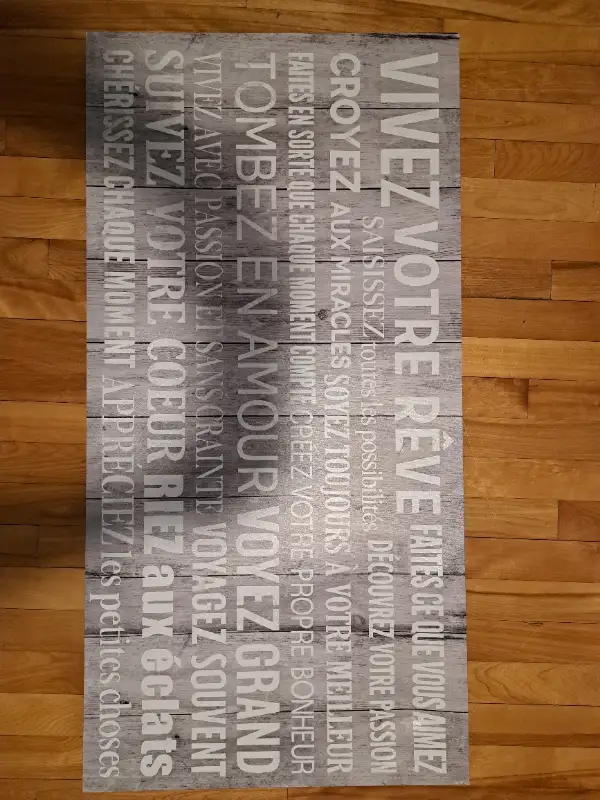 VIVEZ VOTRE RÊVE FAITES CE QUE VOUS AIMEZ
SAISISSEZ toutes les possibilités DÉCOUVREZ VOTRE PASSION
CROYEZ AUX MIRACLES SOYEZ TOUJOURS À VOTRE MEILLEUR
FAITES EN SORTE QUE CHAQUE MOMENT COMPTE CRÉEZ VOTRE PROPRE BONHEUR
TOMBEZ EN AMOUR VOYEZ GRAND
VIVEZ AVEC PASSION ET SANS CRAINTE VOYAGEZ SOUVENT
SUIVEZ VOTRE COEUR RIEZ aux éclats
CHERISSEZ CHAQUE MOMENT APPRÉCIEZ les petites choses